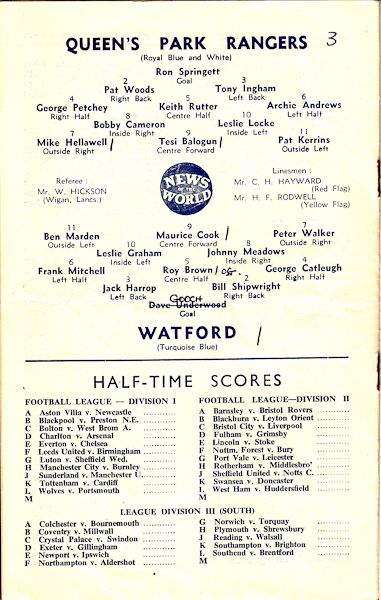 QUEEN'S PARK RANGERS 3
(Royal Blue and White)
Ron Springett
Goal
2 3
Pat Woods Tony Ingham
Right Back Left Back
4 5 6
George Petchey Keith Rutter Archie Andrews
Right Half Centre Half Left Half
8 10
Bobby Cameron Leslie Locke
Inside Right Inside Left
7 9 11
Mike Hellawell / Tesi Balogun / Pat Kerrins
Outside Right Centre Forward Outside Left
Referee :
Mr. W. HICKSON
(Wigan, Lancs.)
NEWS
OF THE
WORLD
Linesmen :
Mr. C. H. HAYWARD
(Red Flag)
Mr. H. F. RODWELL
(Yellow Flag)
11 9 7
Ben Marden Maurice Cook / Peter Walker
Outside Left Centre Forward Outside Right
10 8
Leslie Graham Johnny Meadows
Inside Left Inside Right
6 5 4
Frank Mitchell Roy Brown / og. George Catleugh
Left Half Centre Half Right Half
3 2
Jack Harrop Bill Shipwright
Left Back Right Back
GOOCH
Dave Underwood
Goal
WATFORD /
(Turquoise Blue)
HALF-TIME SCORES
FOOTBALL LEAGUE — DIVISION I
A Aston Villa v. Newcastle ..........
B Blackpool v. Preston N.E. ..........
C Bolton v. West Brom A. ..........
D Charlton v. Arsenal ..........
E Everton v. Chelsea ..........
F Leeds United v. Birmingham ..........
G Luton v. Sheffield Wed. ..........
H Manchester City v. Burnley ..........
J Sunderland v. Manchester U. ..........
K Tottenham v. Cardiff ..........
L Wolves v. Portsmouth ..........
M
FOOTBALL LEAGUE—DIVISION II
A Barnsley v. Bristol Rovers ..........
B Blackburn v. Leyton Orient ..........
C Bristol City v. Liverpool ..........
D Fulham v. Grimsby ..........
E Lincoln v. Stoke ..........
F Nottm. Forest v. Bury ..........
G Port Vale v. Leicester ..........
H Rotherham v. Middlesbro' ..........
J Sheffield United v. Notts C. ..........
K Swansea v. Doncaster ..........
L West Ham v. Huddersfield ..........
M
LEAGUE DIVISION III (SOUTH)
A Colchester v. Bournemouth ..........
B Coventry v. Millwall ..........
C Crystal Palace v. Swindon ..........
D Exeter v. Gillingham ..........
E Newport v. Ipswich ..........
F Northampton v. Aldershot ..........
G Norwich v. Torquay ..........
H Plymouth v. Shrewsbury ..........
J Reading v. Walsall ..........
K Southampton v. Brighton ..........
L Southend v. Brentford ..........
M